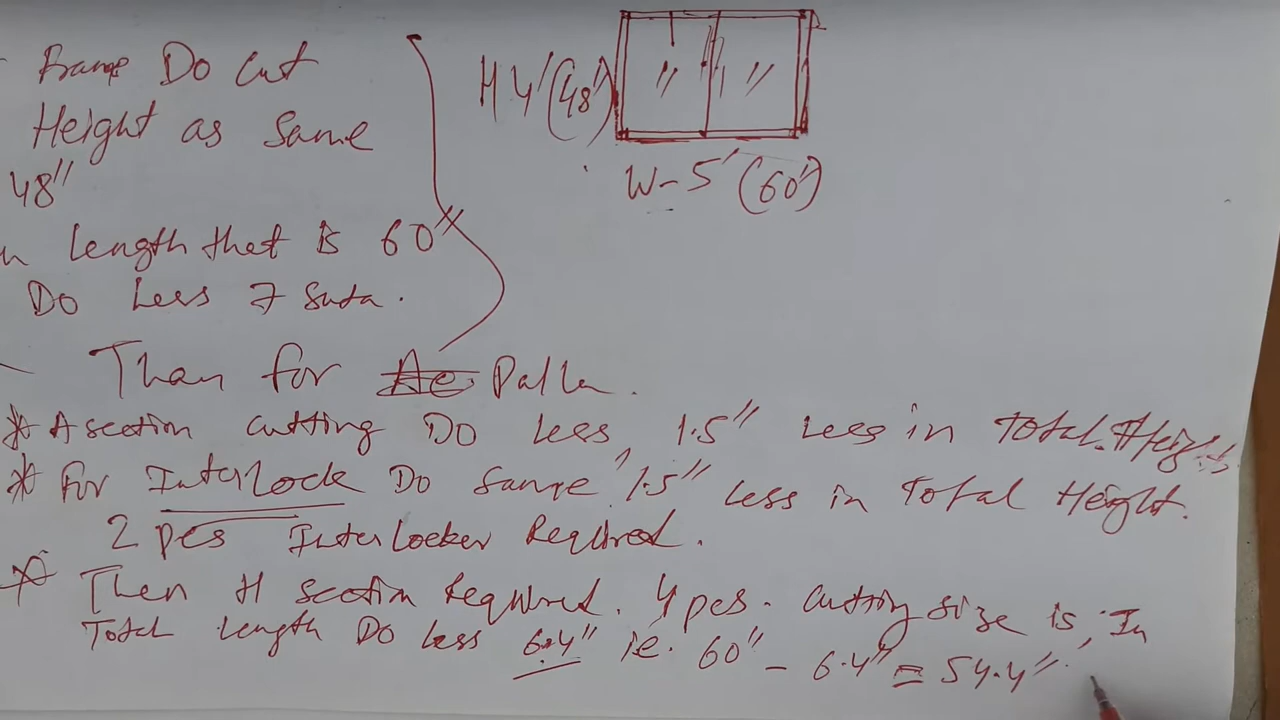 Frame Do Cut
Height as Same
48"
H 4' (48")
W-5' (60")
n length that is 60"
Do Less 7 Suta.
Than for Palla.
* A section cutting Do Less 1.5" Less in Total Height.
* For InterLock Do Same 1.5" Less in Total Height.
2 pcs InterLocker Required.
* Then H section Required. 4 pcs. Cutting size is, In
Total Length Do Less 6.4" ie. 60" - 6.4" = 54.4"